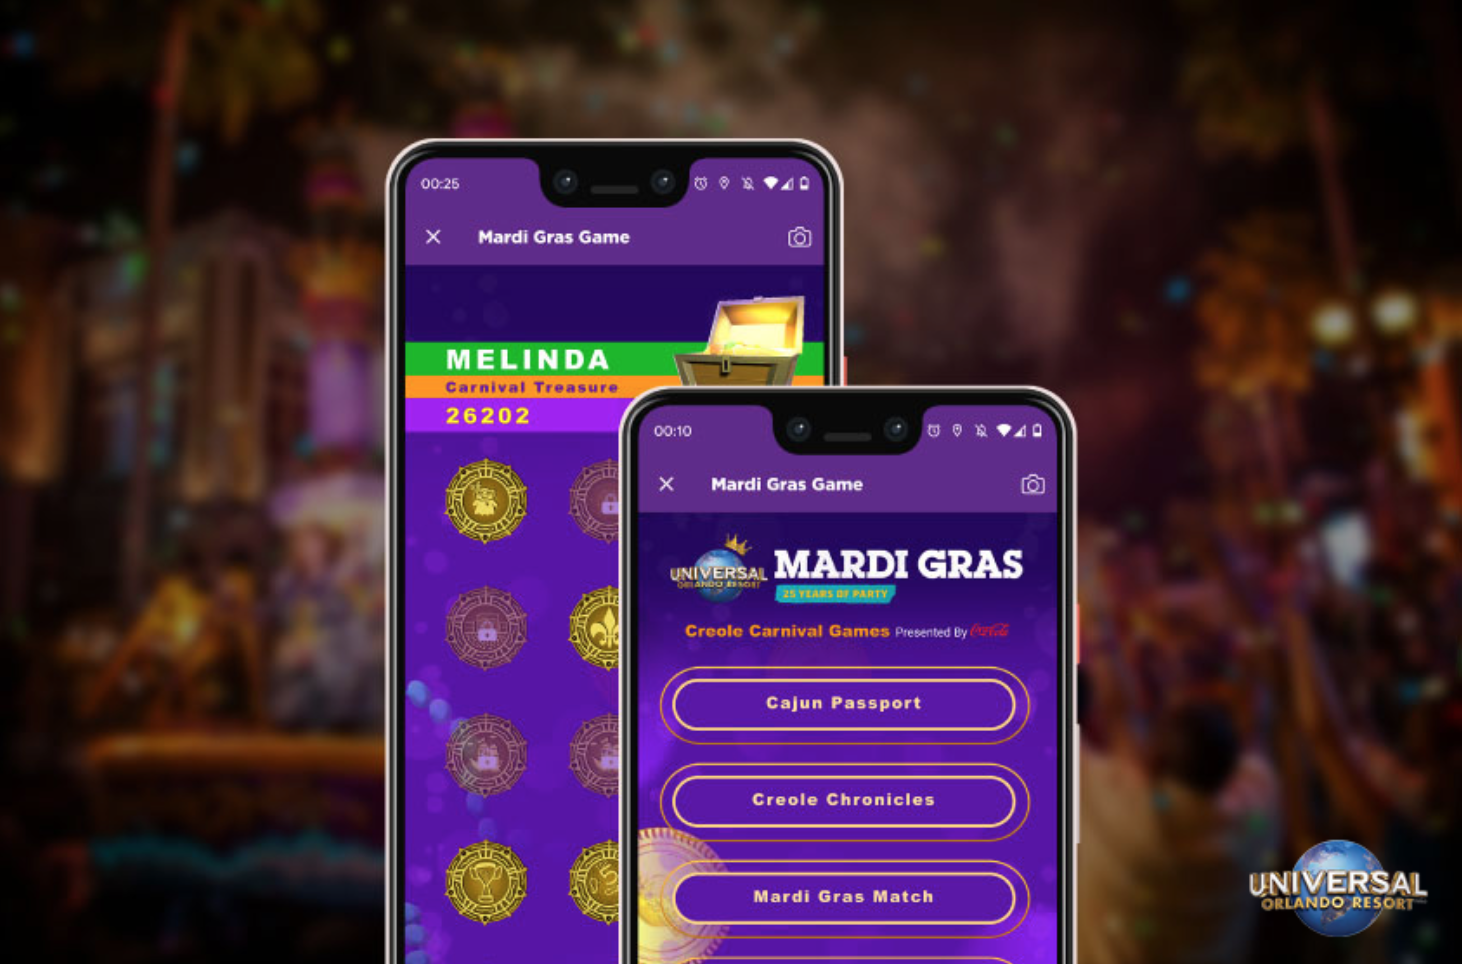 00:25
Mardi Gras Game
MELINDA
Carnival Treasure
26202
00:10
Mardi Gras Game
UNIVERSAL
ORLANDO RESORT
MARDI GRAS
25 YEARS OF PARTY
Creole Carnival Games Presented By Coca-Cola
Cajun Passport
Creole Chronicles
Mardi Gras Match
UNIVERSAL
ORLANDO RESORT